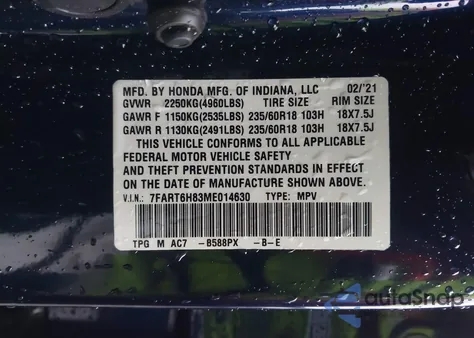 MFD. BY HONDA MFG. OF INDIANA, LLC 02/'21
GVWR 2250KG(4960LBS) TIRE SIZE RIM SIZE
GAWR F 1150KG(2535LBS) 235/60R18 103H 18X7.5J
GAWR R 1130KG(2491LBS) 235/60R18 103H 18X7.5J
THIS VEHICLE CONFORMS TO ALL APPLICABLE
FEDERAL MOTOR VEHICLE SAFETY
AND THEFT PREVENTION STANDARDS IN EFFECT
ON THE DATE OF MANUFACTURE SHOWN ABOVE.
V.I.N.: 7FART6H83ME014630 TYPE: MPV
TPG M AC7 -B588PX -B-E
autoSnap